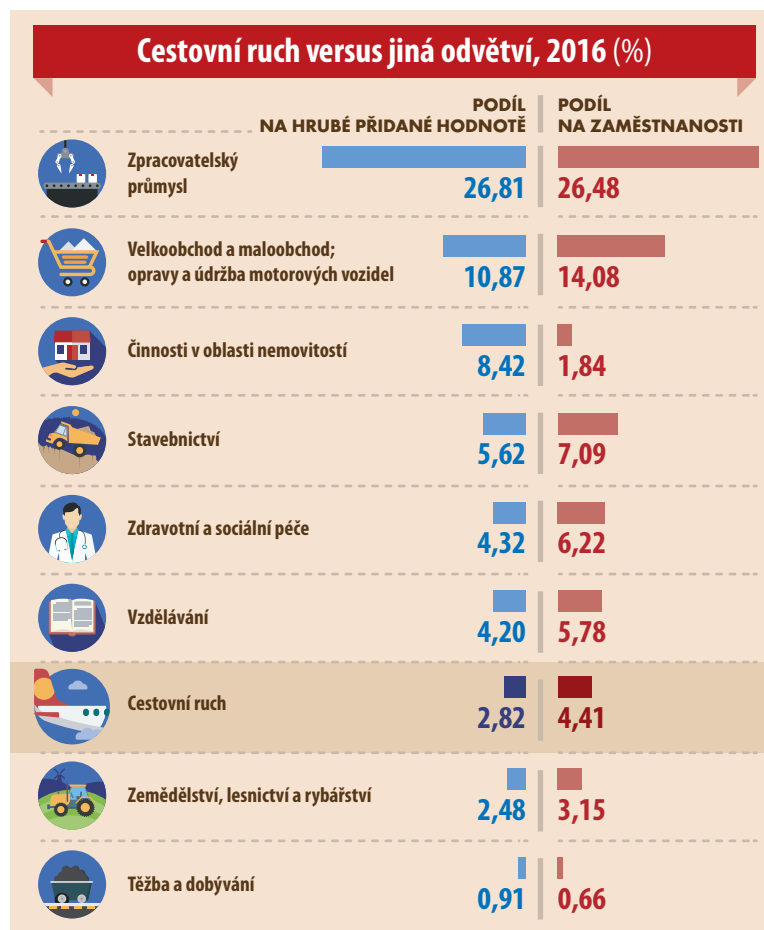 Cestovní ruch versus jiná odvětví, 2016 (%)
PODÍL
NA HRUBÉ PŘIDANÉ HODNOTĚ
PODÍL
NA ZAMĚSTNANOSTI
Zpracovatelský
průmysl
26,81
26,48
Velkoobchod a maloobchod;
opravy a údržba motorových vozidel
10,87
14,08
Činnosti v oblasti nemovitostí
8,42
1,84
Stavebnictví
5,62
7,09
Zdravotní a sociální péče
4,32
6,22
Vzdělávání
4,20
5,78
Cestovní ruch
2,82
4,41
Zemědělství, lesnictví a rybářství
2,48
3,15
Těžba a dobývání
0,91
0,66